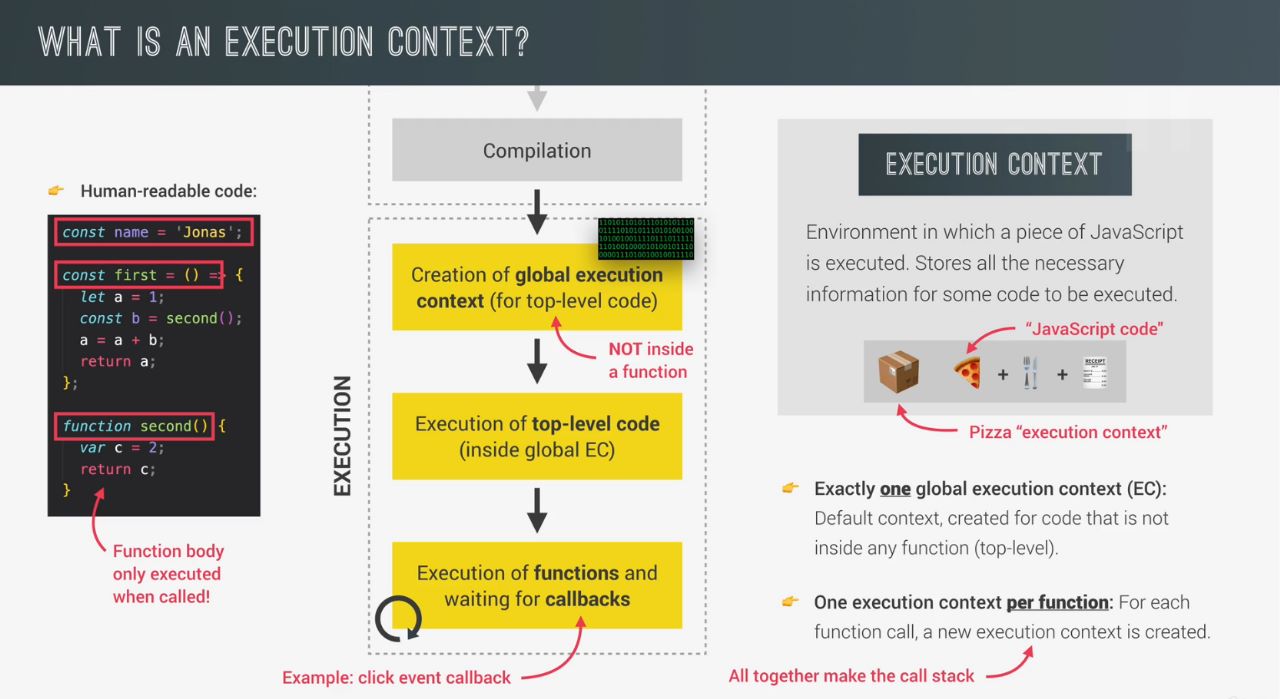 WHAT IS AN EXECUTION CONTEXT?
👉 Human-readable code:
const name = 'Jonas';
const first = () => {
let a = 1;
const b = second();
a = a + b;
return a;
};
function second() {
var c = 2;
return c;
}
Function body
only executed
when called!
Compilation
EXECUTION
Creation of global execution
context (for top-level code)
NOT inside
a function
Execution of top-level code
(inside global EC)
Execution of functions and
waiting for callbacks
Example: click event callback
EXECUTION CONTEXT
Environment in which a piece of JavaScript
is executed. Stores all the necessary
information for some code to be executed.
“JavaScript code”
+ +
RECEIPT
Pizza “execution context”
👉 Exactly one global execution context (EC):
Default context, created for code that is not
inside any function (top-level).
👉 One execution context per function: For each
function call, a new execution context is created.
All together make the call stack